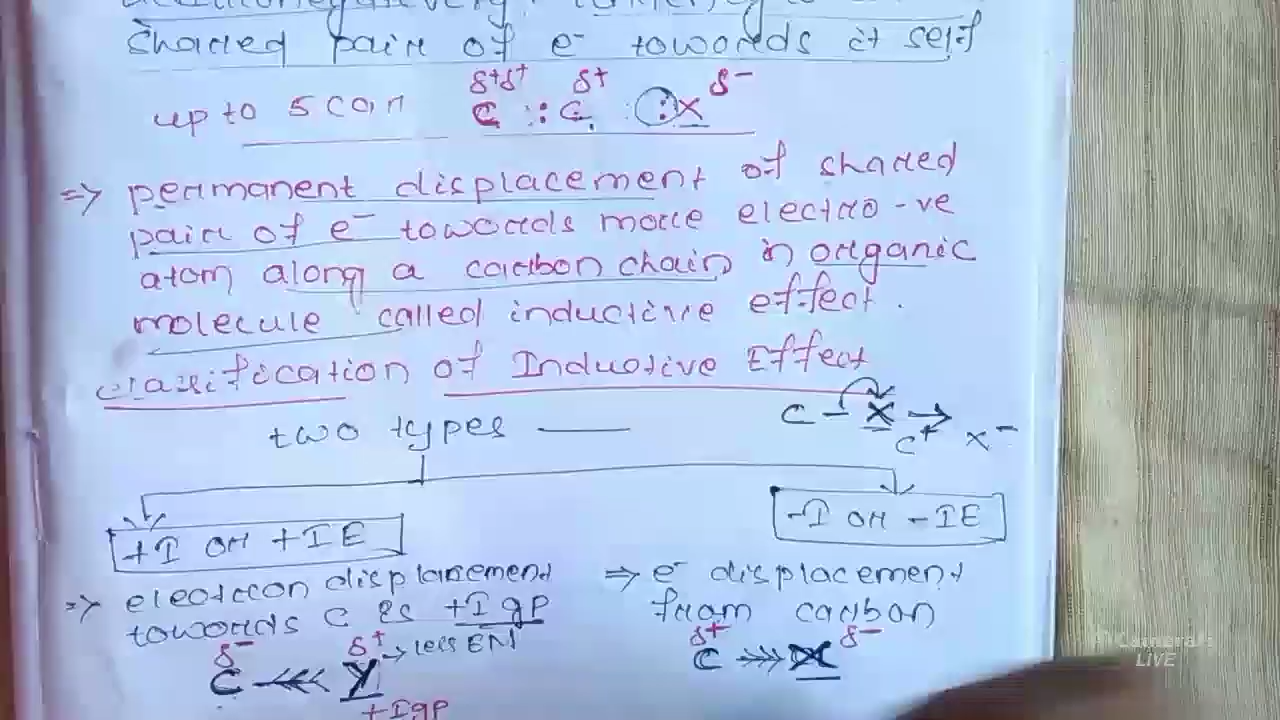 shared pair of e⁻ towards it self
δ+δ+ δ+ δ-
up to 5 can C : C : X
=> permanent displacement of shared
pair of e⁻ towards more electro -ve
atom along a carbon chain in organic
molecule called inductive effect.
classification of Inductive Effect
two types —— C - X →
C⁺ X⁻
+I OR +IE -I OR -IE
=> electron displacement
towards C is +I gp
=> e⁻ displacement
from carbon
δ- δ+ → less EN
C Y
+I gp
δ+ δ-
C X
LIVE